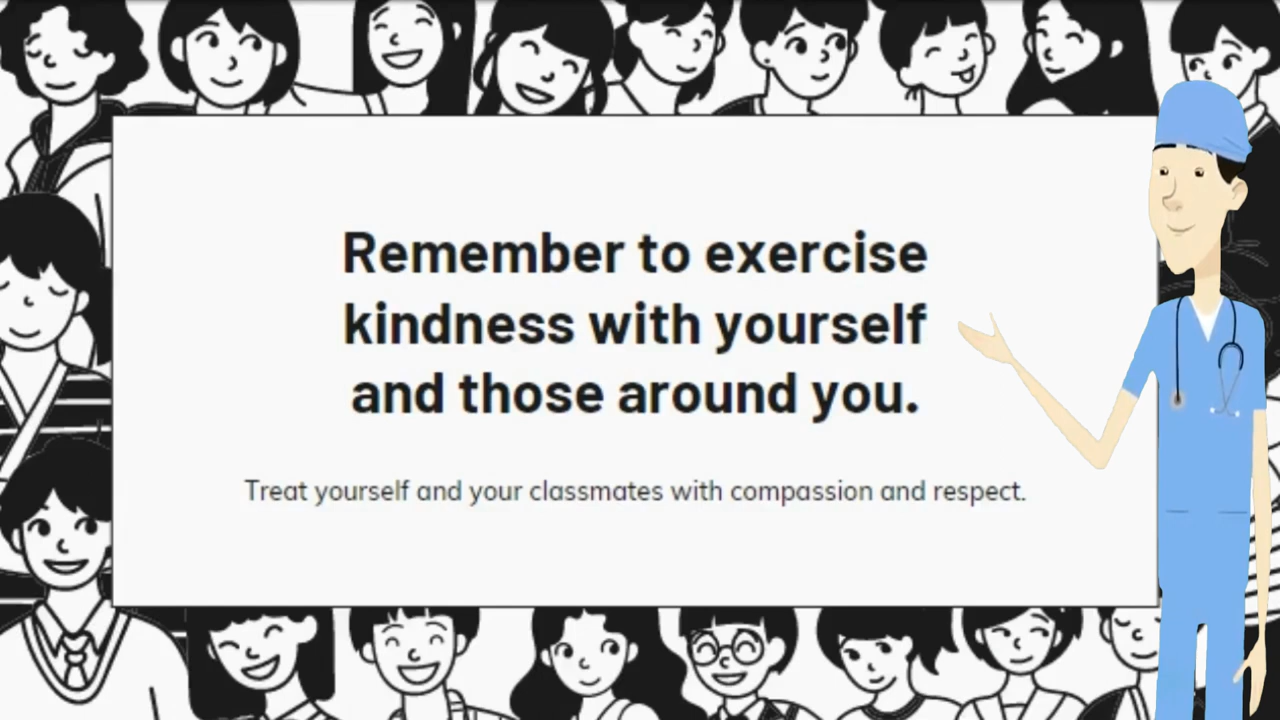 Remember to exercise
kindness with yourself
and those around you.
Treat yourself and your classmates with compassion and respect.